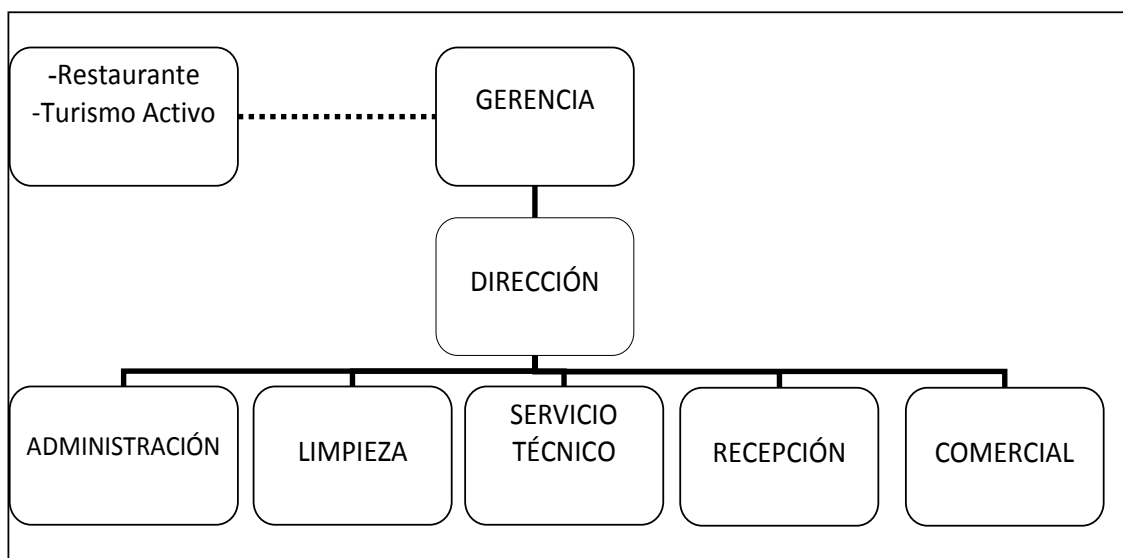 -Restaurante
-Turismo Activo
GERENCIA
DIRECCIÓN
ADMINISTRACIÓN
LIMPIEZA
SERVICIO
TÉCNICO
RECEPCIÓN
COMERCIAL